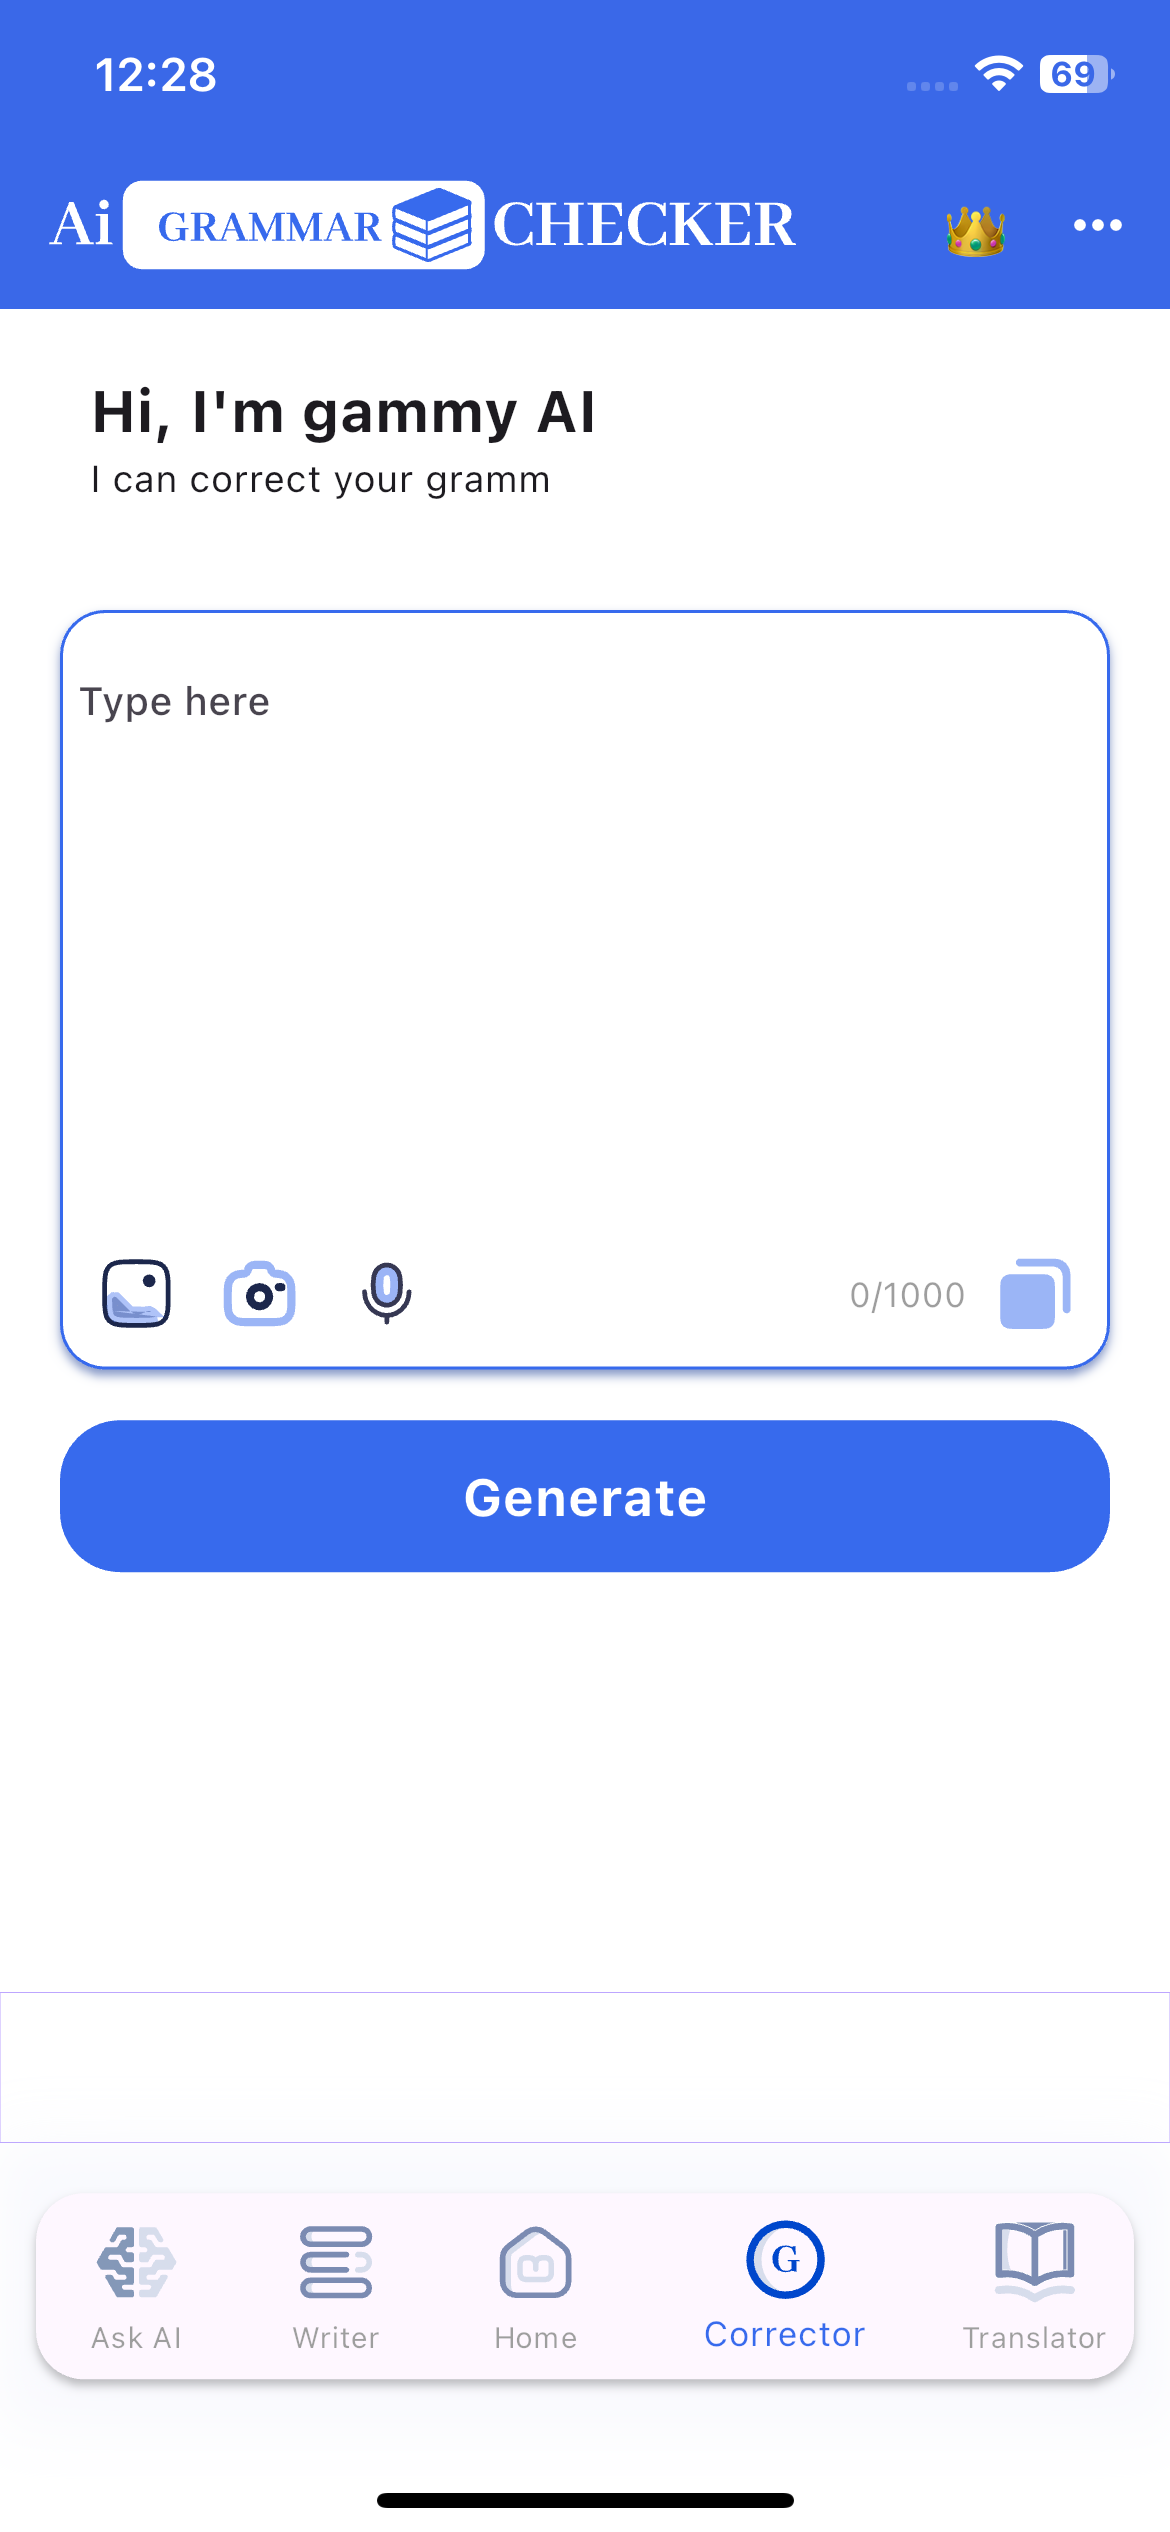 12:28
69
Ai GRAMMAR CHECKER
Hi, I'm gammy AI
I can correct your gramm
Type here
0/1000
Generate
G
Ask AI
Writer
Home
Corrector
Translator